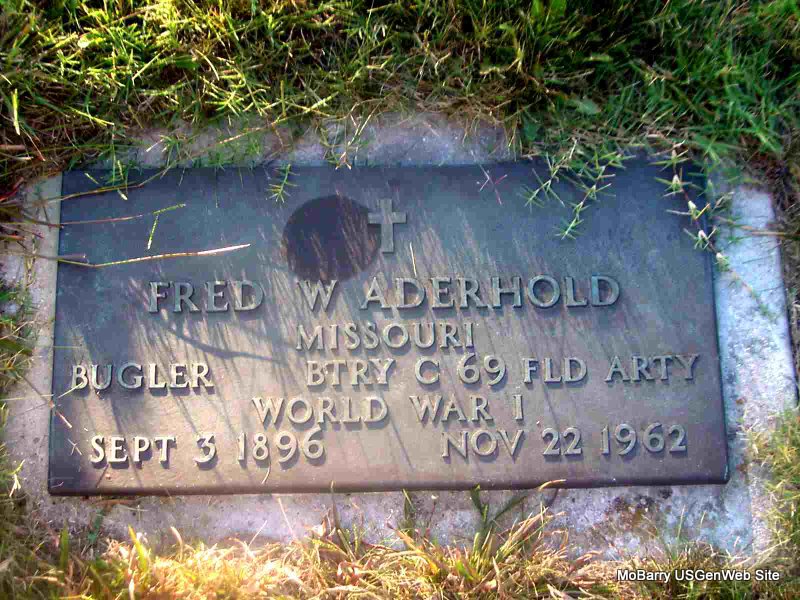 FRED W ADERHOLD
MISSOURI
BUGLER BTRY C 69 FLD ARTY
WORLD WAR I
SEPT 3 1896 NOV 22 1962
MoBarry USGenWeb Site